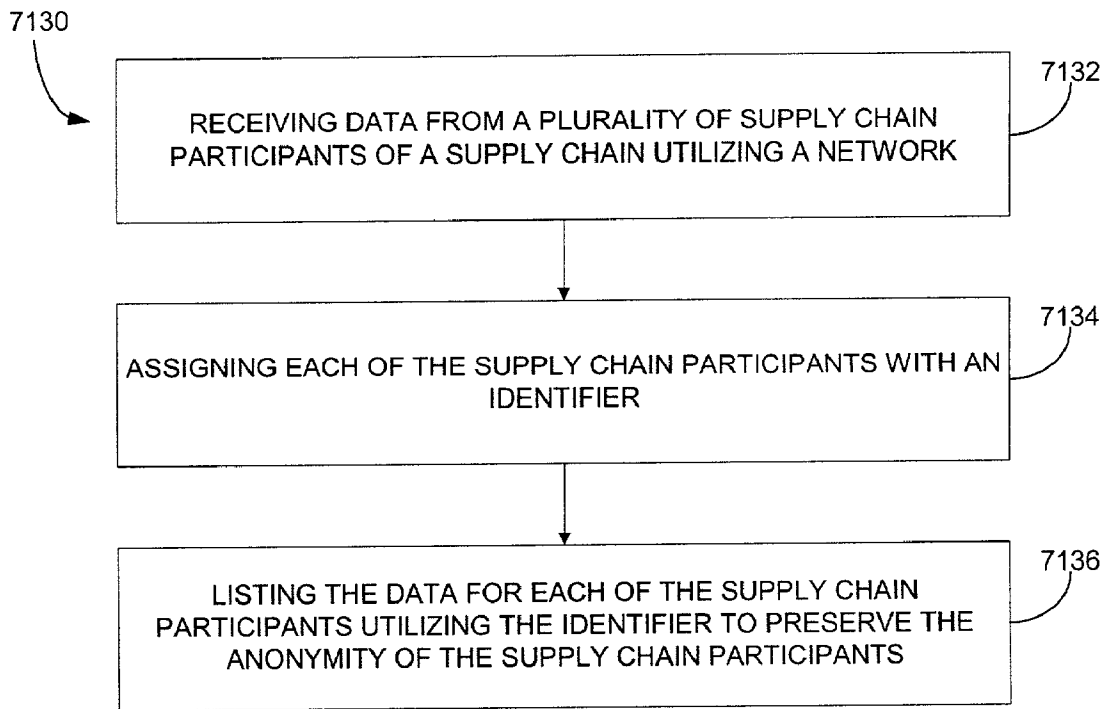 7130
7132
RECEIVING DATA FROM A PLURALITY OF SUPPLY CHAIN
PARTICIPANTS OF A SUPPLY CHAIN UTILIZING A NETWORK
7134
ASSIGNING EACH OF THE SUPPLY CHAIN PARTICIPANTS WITH AN
IDENTIFIER
7136
LISTING THE DATA FOR EACH OF THE SUPPLY CHAIN
PARTICIPANTS UTILIZING THE IDENTIFIER TO PRESERVE THE
ANONYMITY OF THE SUPPLY CHAIN PARTICIPANTS